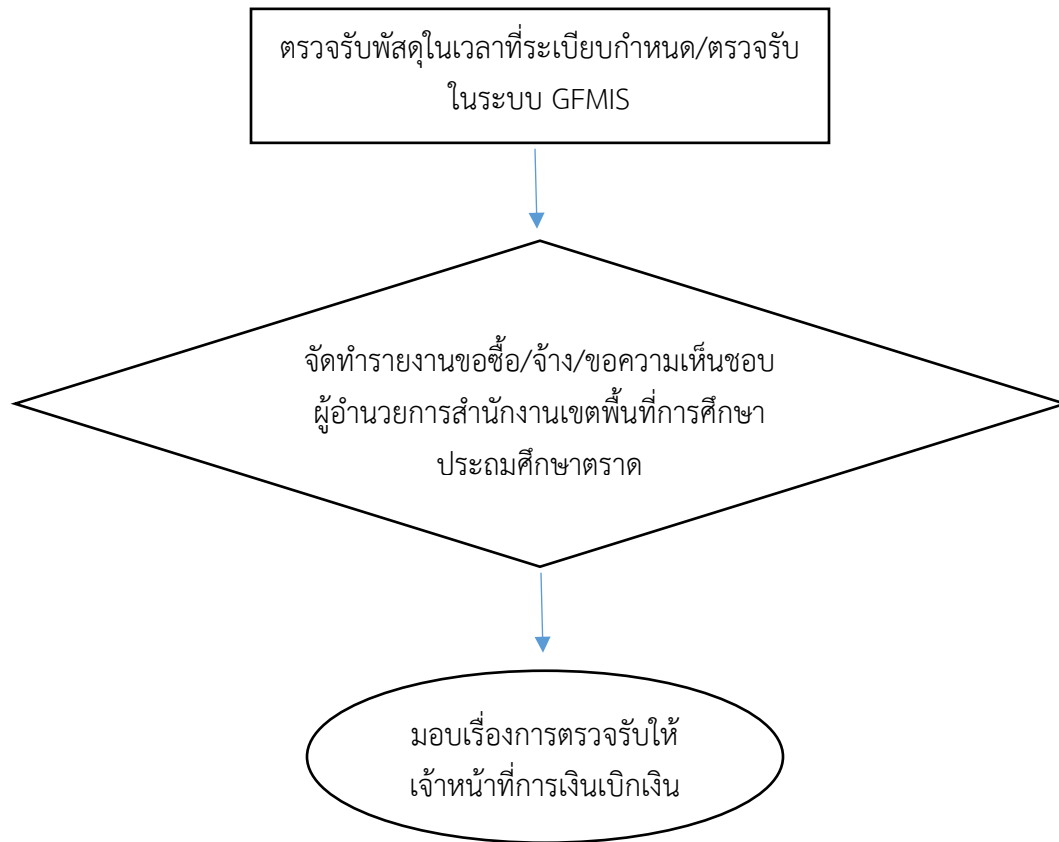 ตรวจรับพัสดุในเวลาที่ระเบียบกำหนด/ตรวจรับ
ในระบบ GFMIS
จัดทำรายงานขอซื้อ/จ้าง/ขอความเห็นชอบ
ผู้อำนวยการสำนักงานเขตพื้นที่การศึกษา
ประถมศึกษาตราด
มอบเรื่องการตรวจรับให้
เจ้าหน้าที่การเงินเบิกเงิน